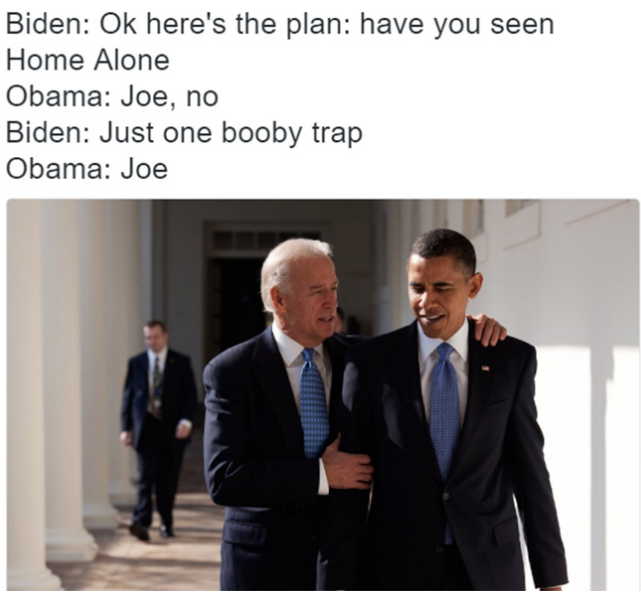 Biden: Ok here's the plan: have you seen
Home Alone
Obama: Joe, no
Biden: Just one booby trap
Obama: Joe